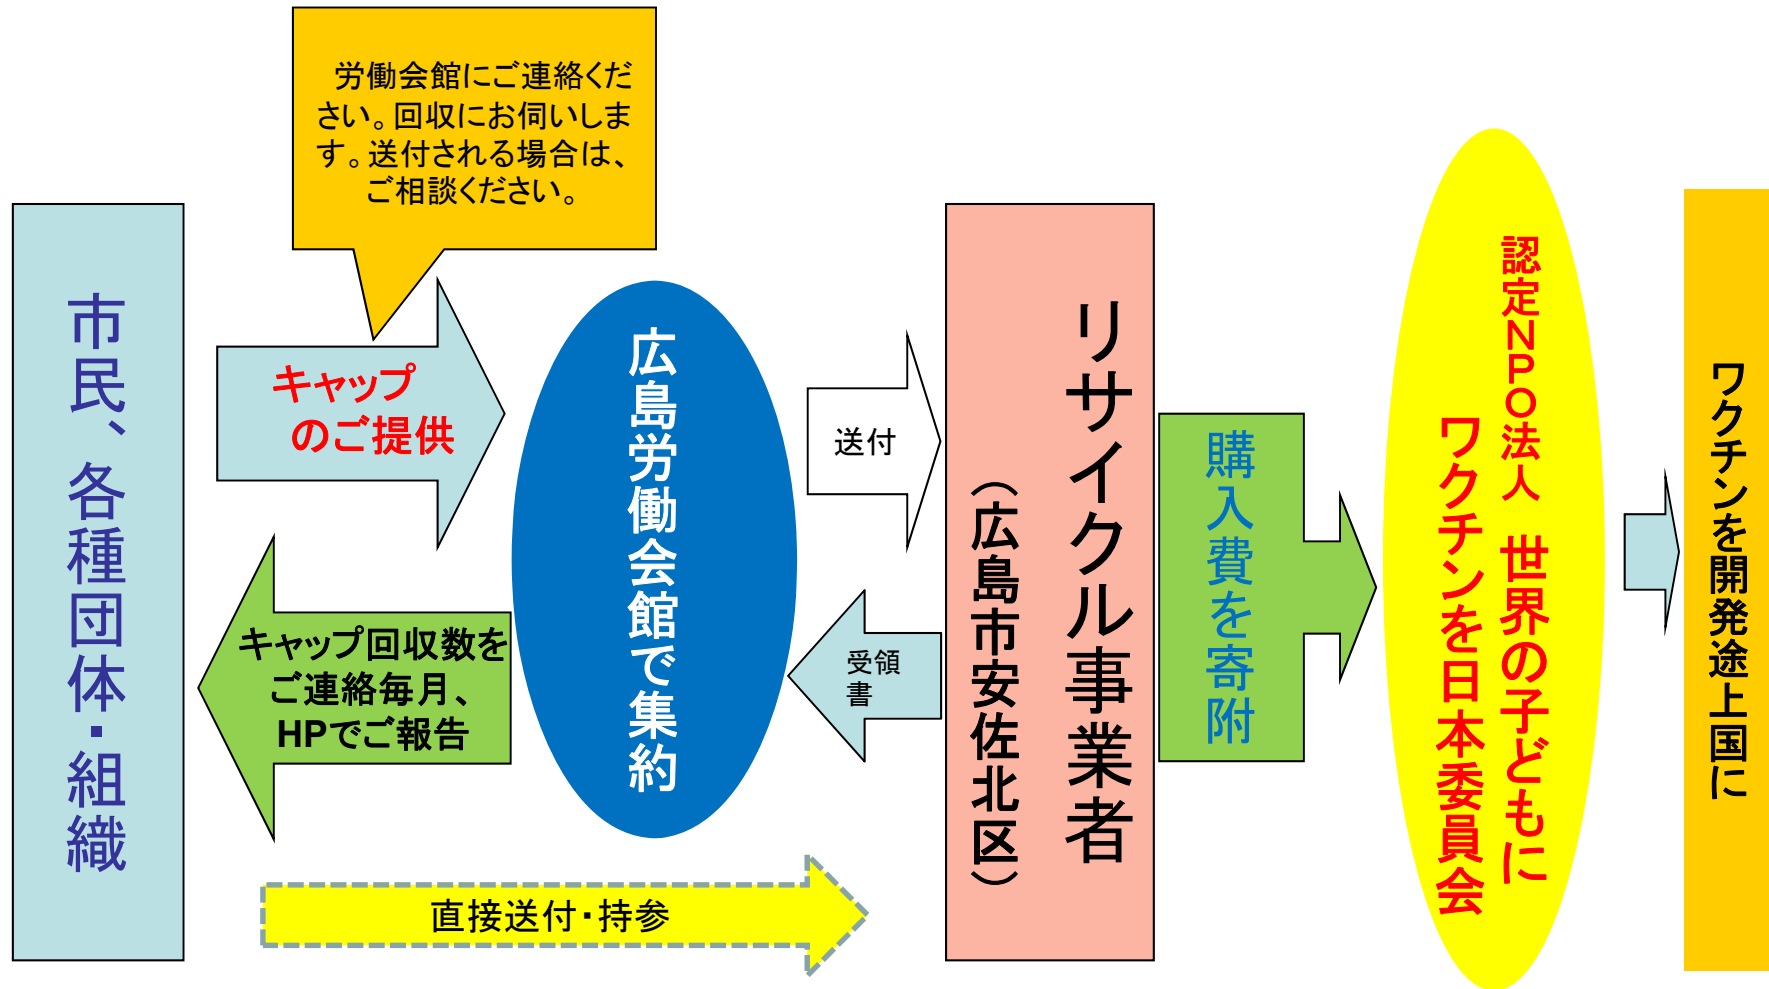 労働会館にご連絡くだ
さい。回収にお伺いしま
す。送付される場合は、
ご相談ください。
市民、各種団体・組織
キャップ
のご提供
キャップ回収数を
ご連絡毎月、
HPでご報告
広島労働会館で集約
送付
受領
書
直接送付・持参
リサイクル事業者
（広島市安佐北区）
購入費を寄附
認定ＮＰＯ法人　世界の子どもに
ワクチンを日本委員会
ワクチンを開発途上国に